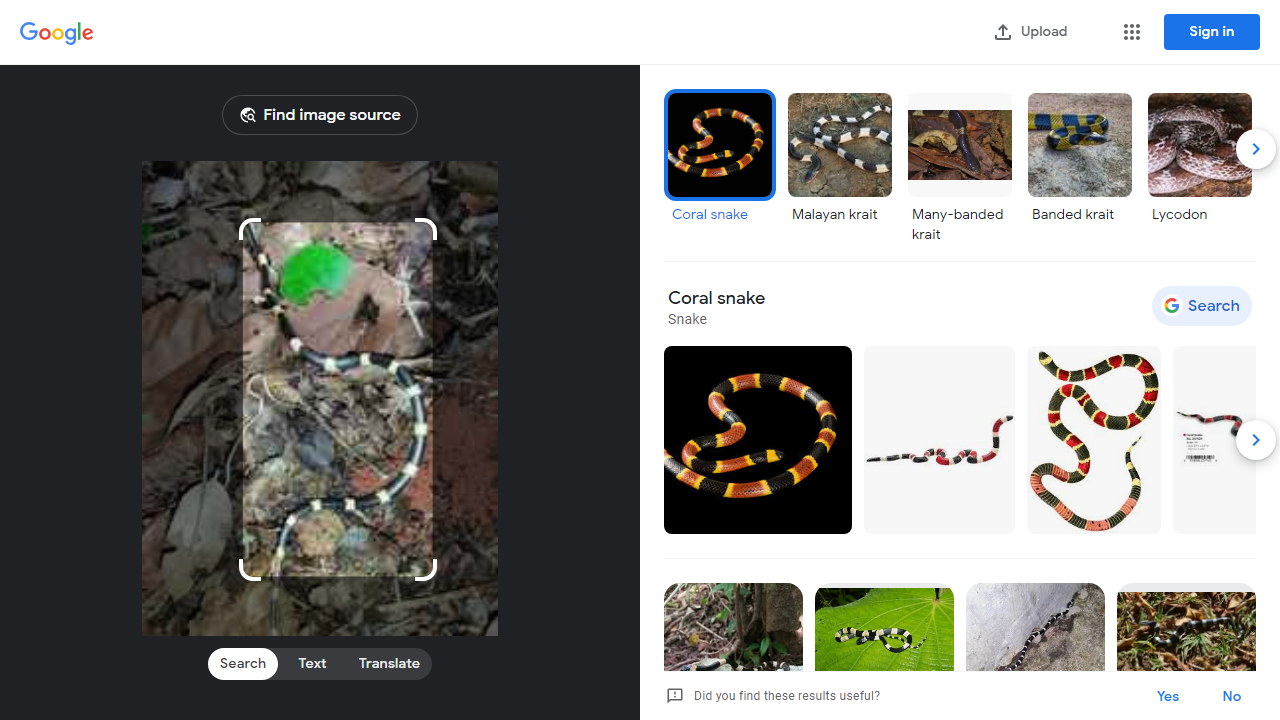 Google
Upload
Sign in
Find image source
Coral snake
Malayan krait
Many-banded
krait
Banded krait
Lycodon
Coral snake
Snake
Search
Search
Text
Translate
Did you find these results useful?
Yes
No